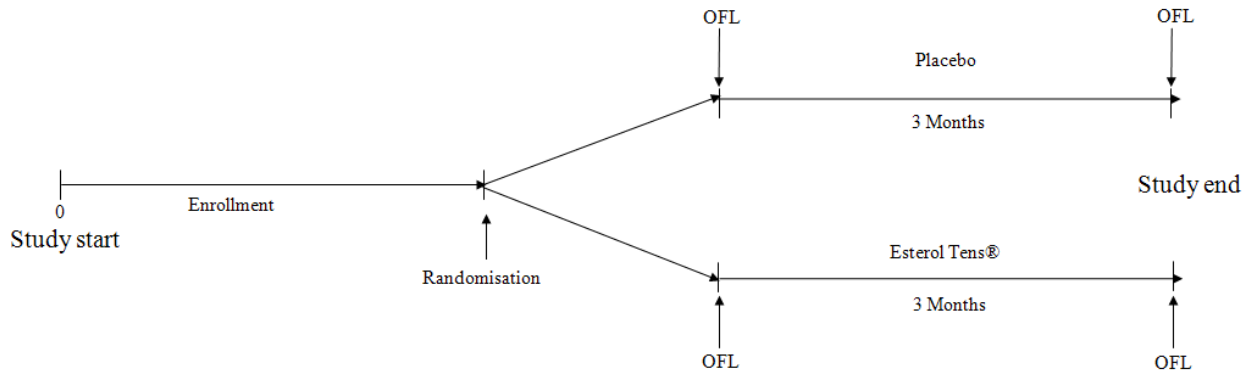 OFL
OFL
Placebo
3 Months
Study end
Enrollment
0
Study start
Randomisation
Esterol Tens®
3 Months
OFL
OFL